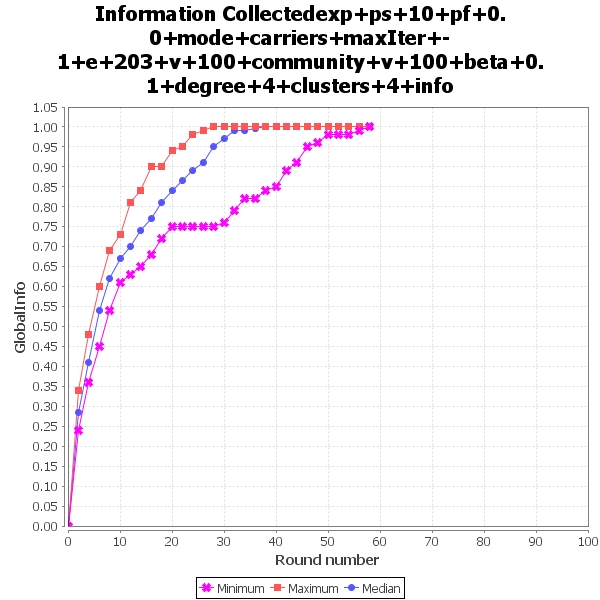 Information Collectedexp+ps+10+pf+0.
0+mode+carriers+maxIter+-
1+e+203+v+100+community+v+100+beta+0.
1+degree+4+clusters+4+info
1.05
1.00
0.95
0.90
0.85
0.80
0.75
0.70
0.65
0.60
0.55
0.50
0.45
0.40
0.35
0.30
0.25
0.20
0.15
0.10
0.05
0.00
GlobalInfo
0 10 20 30 40 50 60 70 80 90 100
Round number
Minimum Maximum Median